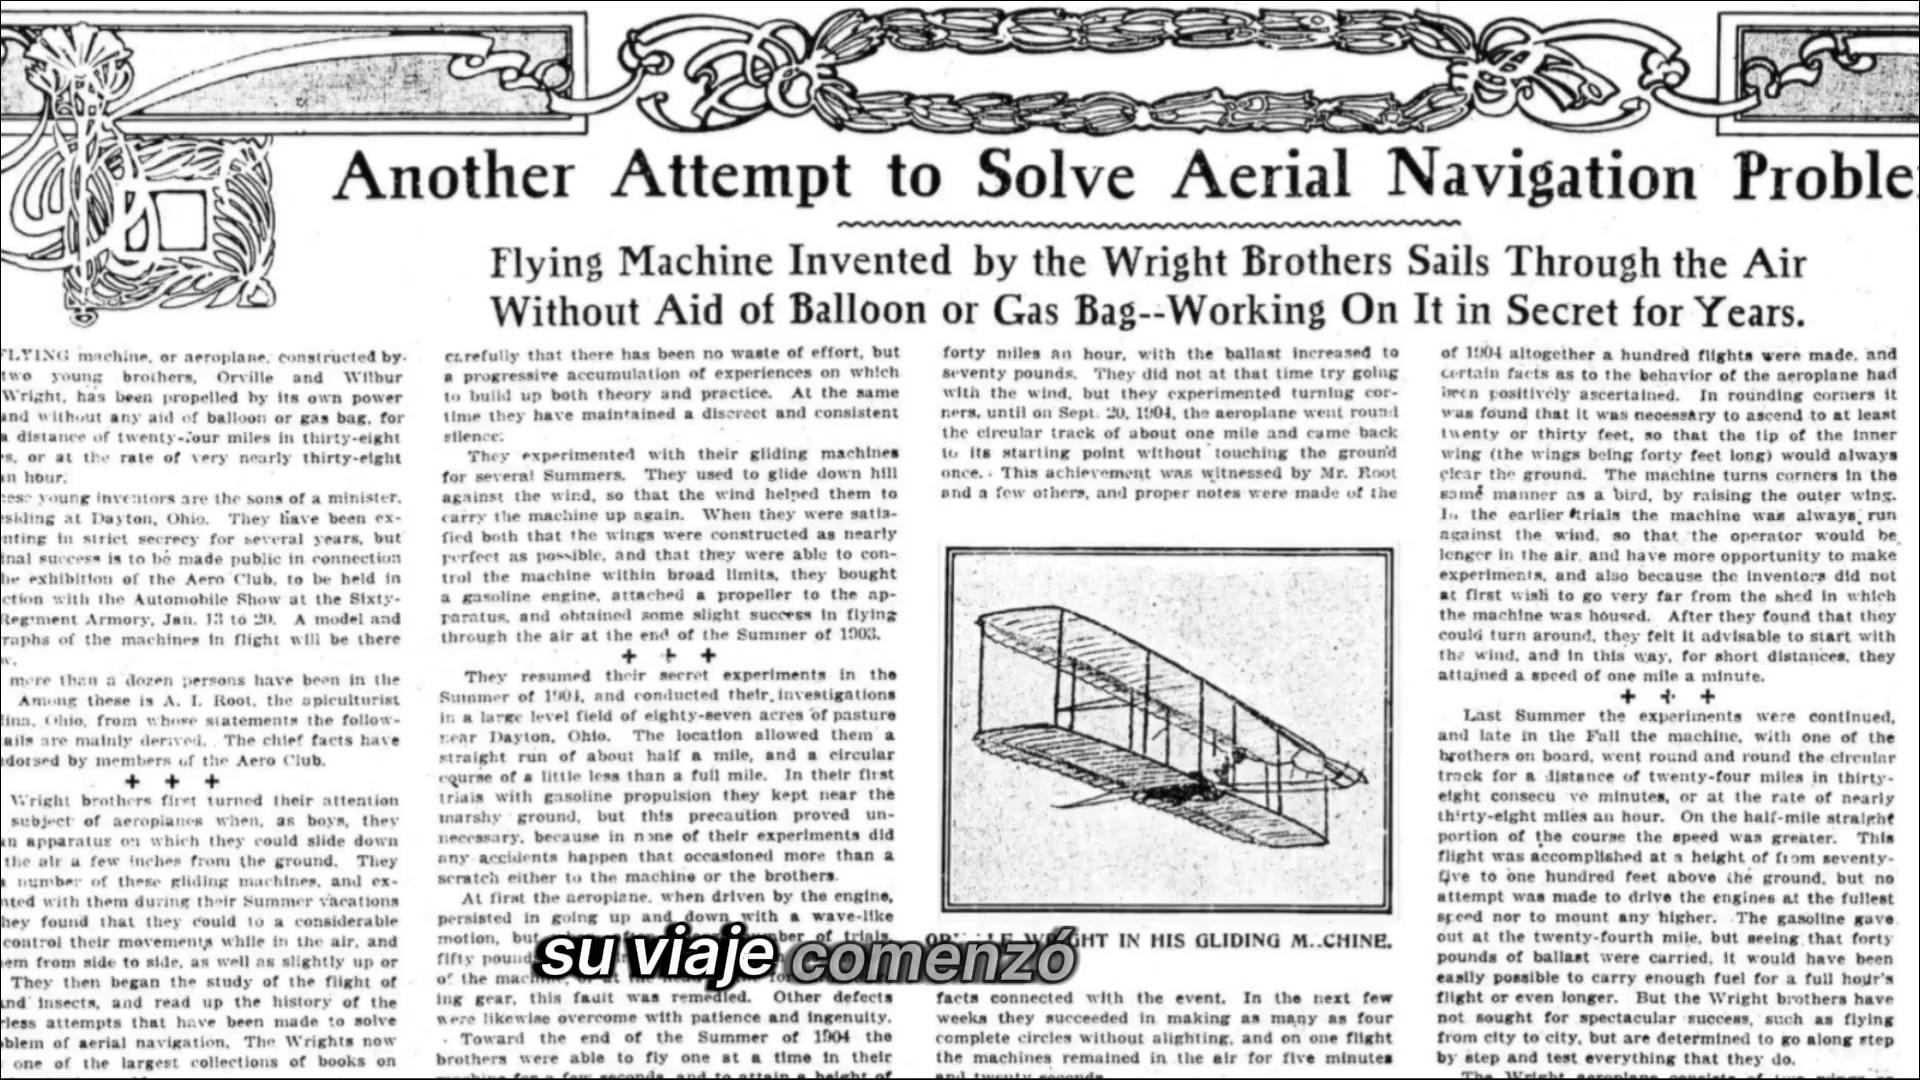 Another Attempt to Solve Aerial Navigation
Flying Machine Invented by the Wright Brothers Sails Through the Air
Without Aid of Balloon or Gas Bag--Working On It in Secret for Years.
FLYING machine, or aeroplane, constructed by
two young brothers, Orville and Wilbur
Wright, has been propelled by its own power
and without any aid of balloon or gas bag, for
a distance of twenty-four miles in thirty-eight
or at the rate of very nearly thirty-eight
an hour.
young inventors are the sons of a minister,
at Dayton, Ohio. They have been ex-
in strict secrecy for several years, but
success is to be made public in connection
exhibition of the Aero Club, to be held in
with the Automobile Show at the Sixty-
Regiment Armory, Jan. 13 to 20. A model and
of the machines in flight will be there
more than a dozen persons have been in the
Among these is A. I. Root, the apiculturist
Ohio, from whose statements the follow-
are mainly derived. The chief facts have
by members of the Aero Club.
+ + +
Wright brothers first turned their attention
subject of aeroplanes when, as boys, they
an apparatus on which they could slide down
the air a few inches from the ground. They
a number of these gliding machines, and ex-
with them during their Summer vacations
they found that they could to a considerable
control their movements while in the air, and
from side to side, as well as slightly up or
They then began the study of the flight of
and insects, and read up the history of the
attempts that have been made to solve
of aerial navigation. The Wrights now
one of the largest collections of books on
carefully that there has been no waste of effort, but
a progressive accumulation of experiences on which
to build up both theory and practice. At the same
time they have maintained a discreet and consistent
silence.
They experimented with their gliding machines
for several Summers. They used to glide down hill
against the wind, so that the wind helped them to
carry the machine up again. When they were satis-
fied both that the wings were constructed as nearly
perfect as possible, and that they were able to con-
trol the machine within broad limits, they bought
a gasoline engine, attached a propeller to the ap-
paratus, and obtained some slight success in flying
through the air at the end of the Summer of 1903.
+ + +
They resumed their secret experiments in the
Summer of 1904, and conducted their investigations
in a large level field of eighty-seven acres of pasture
near Dayton, Ohio. The location allowed them a
straight run of about half a mile, and a circular
course of a little less than a full mile. In their first
trials with gasoline propulsion they kept near the
marshy ground, but this precaution proved un-
necessary, because in none of their experiments did
any accidents happen that occasioned more than a
scratch either to the machine or the brothers.
At first the aeroplane, when driven by the engine,
persisted in going up and down with a wave-like
motion, but number of trials,
fifty
of the
ing gear, this fault was remedied. Other defects
were likewise overcome with patience and ingenuity.
Toward the end of the Summer of 1904 the
brothers were able to fly one at a time in their
machine for a few seconds, and to attain a height of
forty miles an hour, with the ballast increased to
seventy pounds. They did not at that time try going
with the wind, but they experimented turning cor-
ners, until on Sept. 20, 1904, the aeroplane went round
the circular track of about one mile and came back
to its starting point without touching the ground
once. This achievement was witnessed by Mr. Root
and a few others, and proper notes were made of the
WRIGHT IN HIS GLIDING MACHINE.
facts connected with the event. In the next few
weeks they succeeded in making as many as four
complete circles without alighting, and on one flight
the machines remained in the air for five minutes
and twenty seconds.
of 1904 altogether a hundred flights were made, and
certain facts as to the behavior of the aeroplane had
been positively ascertained. In rounding corners it
was found that it was necessary to ascend to at least
twenty or thirty feet, so that the tip of the inner
wing (the wings being forty feet long) would always
clear the ground. The machine turns corners in the
same manner as a bird, by raising the outer wing.
In the earlier trials the machine was always run
against the wind, so that the operator would be
longer in the air, and have more opportunity to make
experiments, and also because the inventors did not
at first wish to go very far from the shed in which
the machine was housed. After they found that they
could turn around, they felt it advisable to start with
the wind, and in this way, for short distances, they
attained a speed of one mile a minute.
+ + +
Last Summer the experiments were continued,
and late in the Fall the machine, with one of the
brothers on board, went round and round the circular
track for a distance of twenty-four miles in thirty-
eight consecu ve minutes, or at the rate of nearly
thirty-eight miles an hour. On the half-mile straight
portion of the course the speed was greater. This
flight was accomplished at a height of from seventy-
five to one hundred feet above the ground, but no
attempt was made to drive the engines at the fullest
speed nor to mount any higher. The gasoline gave
out at the twenty-fourth mile, but seeing that forty
pounds of ballast were carried, it would have been
easily possible to carry enough fuel for a full hour's
flight or even longer. But the Wright brothers have
not sought for spectacular success, such as flying
from city to city, but are determined to go along step
by step and test everything that they do.
su viaje comenzó